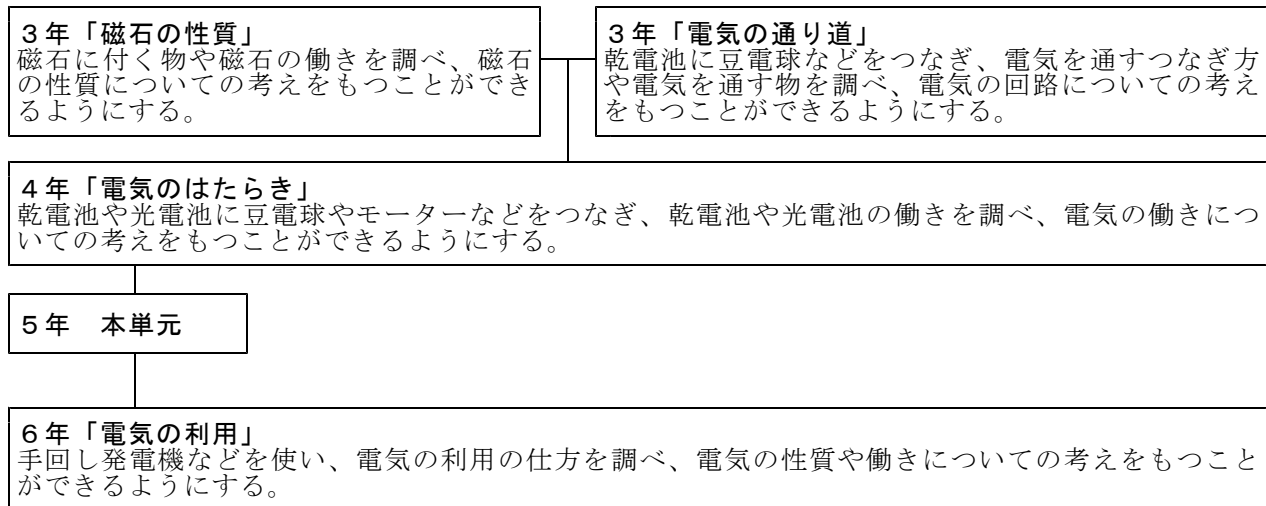 ３年「磁石の性質」
磁石に付く物や磁石の働きを調べ、磁石
の性質についての考えをもつことができ
るようにする。
３年「電気の通り道」
乾電池に豆電球などをつなぎ、電気を通すつなぎ方
や電気を通す物を調べ、電気の回路についての考え
をもつことができるようにする。
４年「電気のはたらき」
乾電池や光電池に豆電球やモーターなどをつなぎ、乾電池や光電池の働きを調べ、電気の働きにつ
いての考えをもつことができるようにする。
５年　本単元
６年「電気の利用」
手回し発電機などを使い、電気の利用の仕方を調べ、電気の性質や働きについての考えをもつこと
ができるようにする。